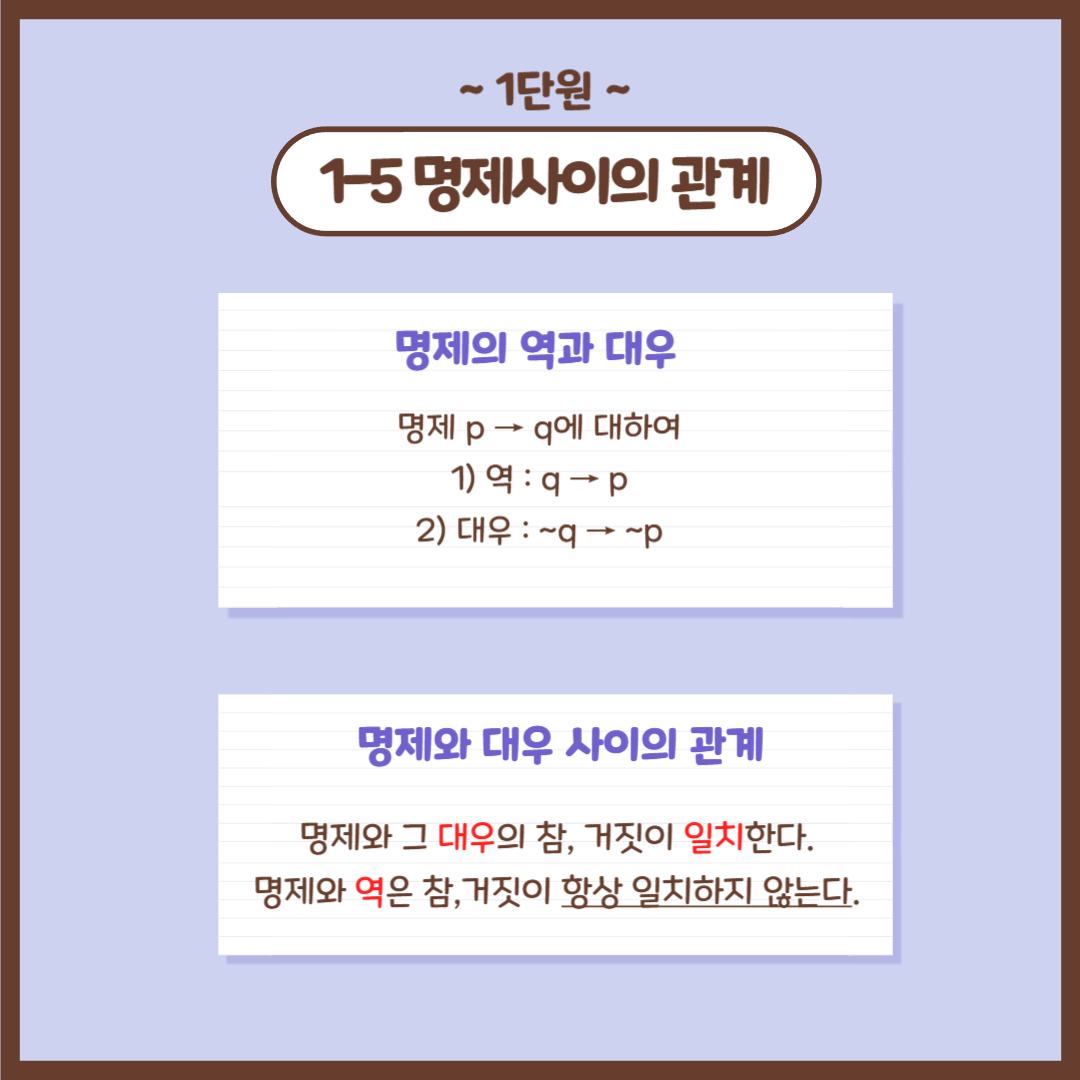 ~ 1단원 ~
1-5 명제사이의 관계
명제의 역과 대우
명제 p → q에 대하여
1) 역 : q → p
2) 대우 : ~q → ~p
명제와 대우 사이의 관계
명제와 그 대우의 참, 거짓이 일치한다.
명제와 역은 참,거짓이 항상 일치하지 않는다.